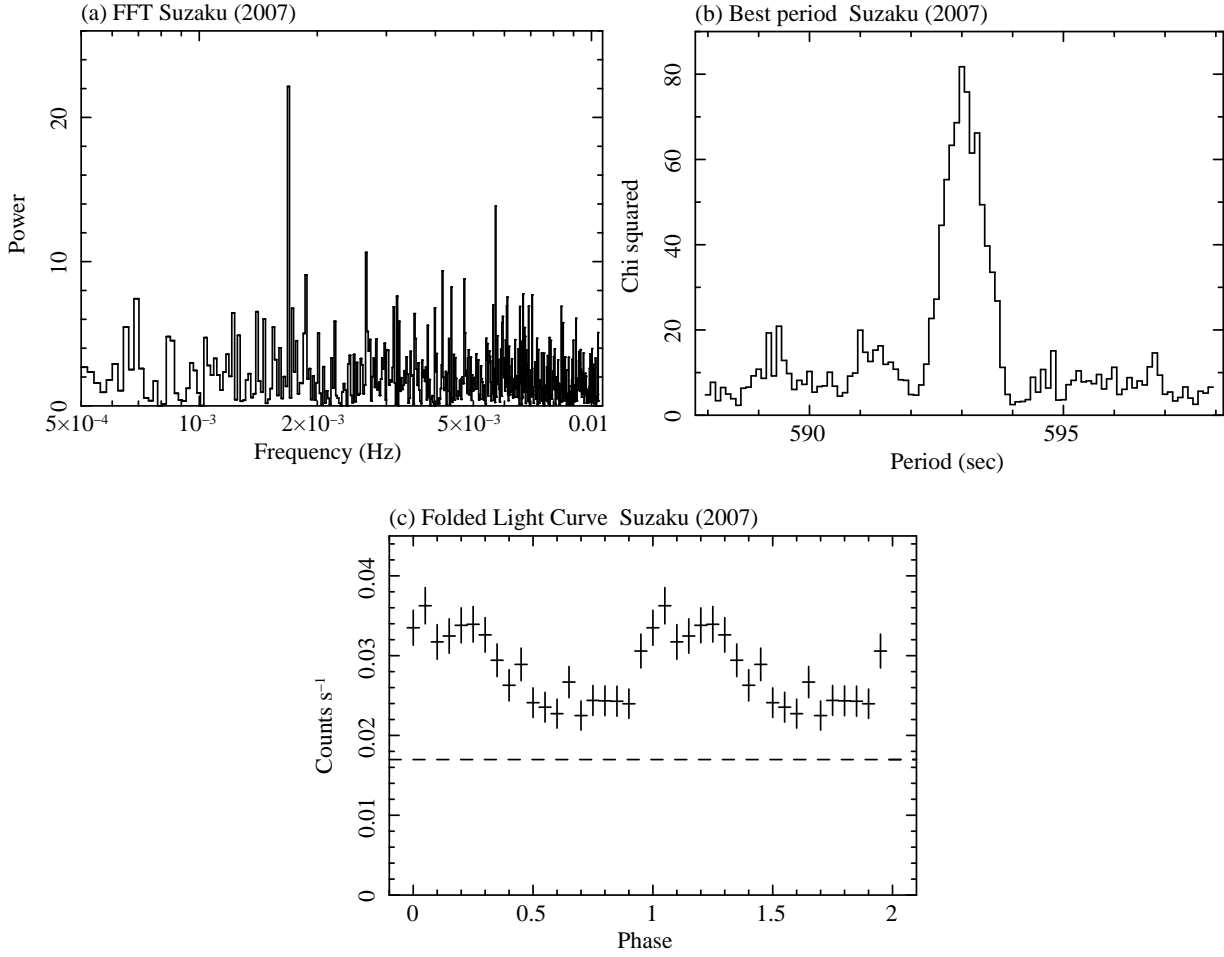 (a) FFT Suzaku (2007)
Power
0
10
20
5×10⁻⁴
10⁻³
2×10⁻³
5×10⁻³
0.01
Frequency (Hz)
(b) Best period Suzaku (2007)
Chi squared
0
20
40
60
80
590
595
Period (sec)
(c) Folded Light Curve Suzaku (2007)
Counts s⁻¹
0
0.01
0.02
0.03
0.04
0
0.5
1
1.5
2
Phase